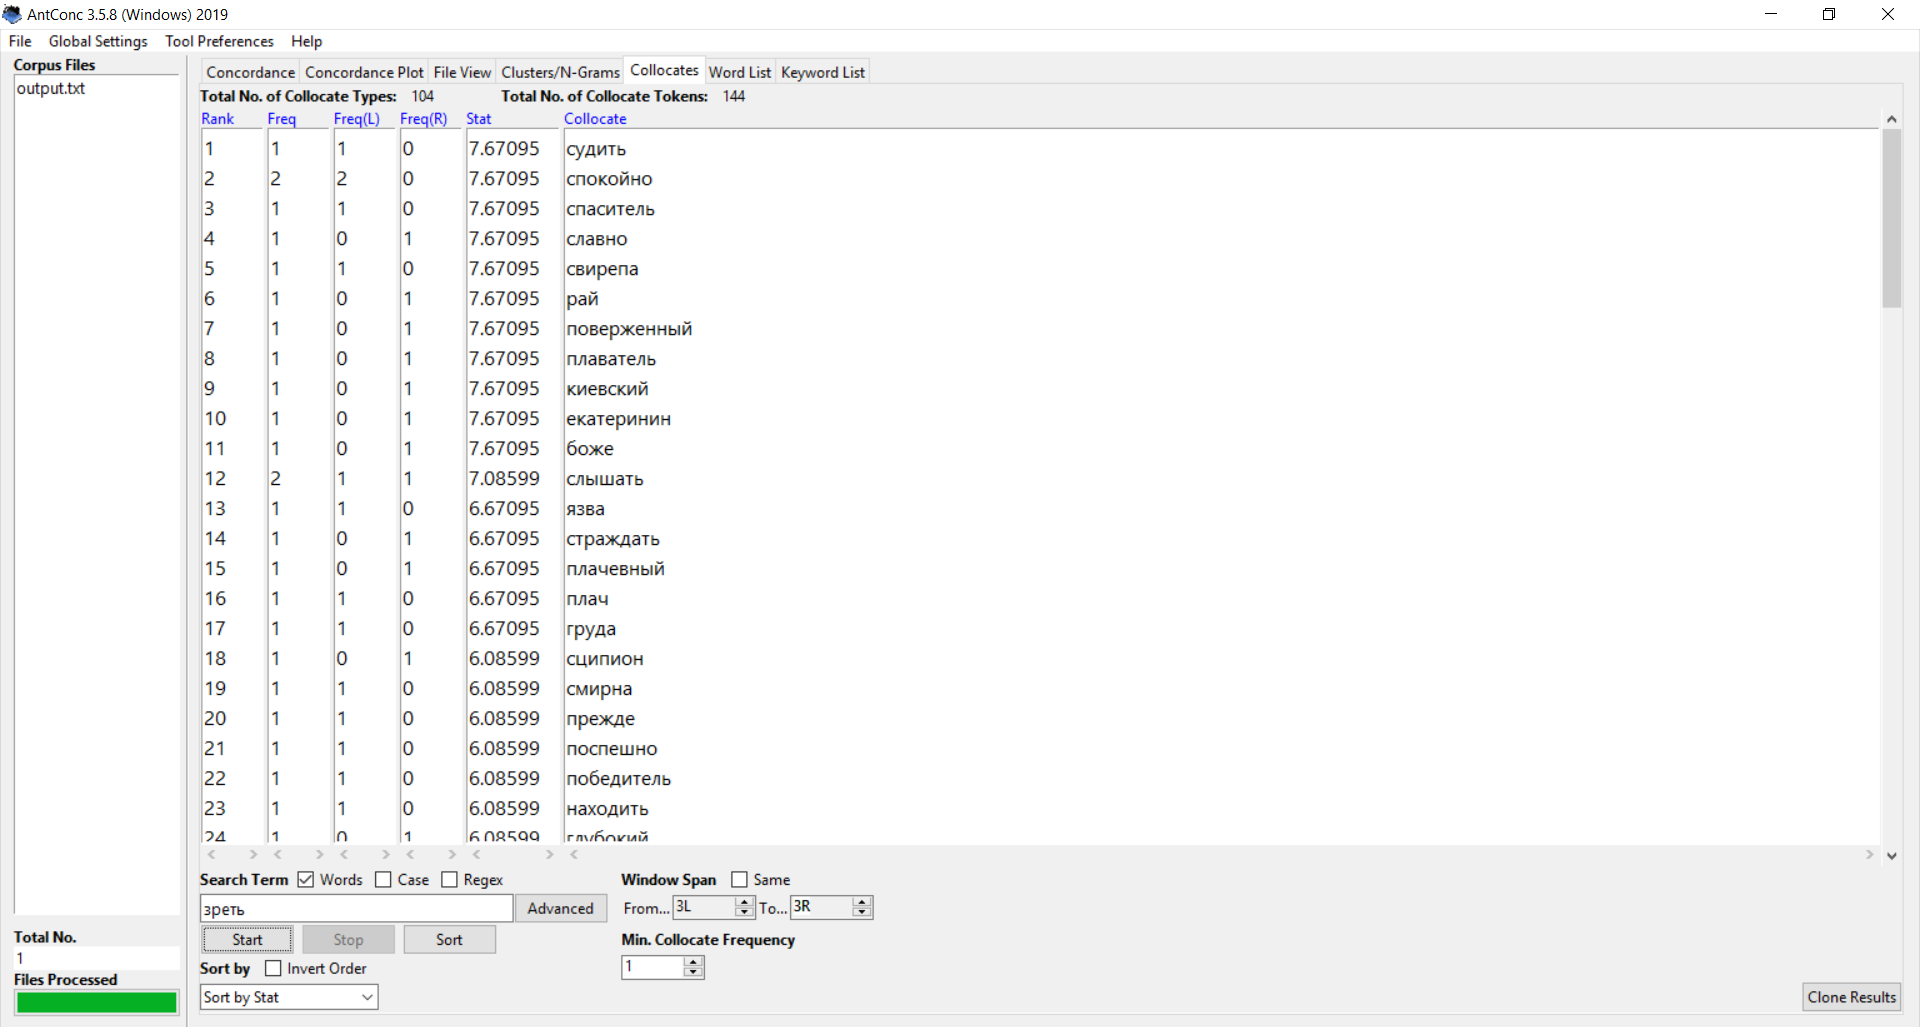 AntConc 3.5.8 (Windows) 2019
File Global Settings Tool Preferences Help
Corpus Files
output.txt
Concordance Concordance Plot File View Clusters/N-Grams Collocates Word List Keyword List
Total No. of Collocate Types: 104 Total No. of Collocate Tokens: 144
Rank Freq Freq(L) Freq(R) Stat Collocate
1 1 1 0 7.67095 судить
2 2 2 0 7.67095 спокойно
3 1 1 0 7.67095 спаситель
4 1 0 1 7.67095 славно
5 1 1 0 7.67095 свирепа
6 1 0 1 7.67095 рай
7 1 0 1 7.67095 поверженный
8 1 0 1 7.67095 плаватель
9 1 0 1 7.67095 киевский
10 1 0 1 7.67095 екатеринин
11 1 0 1 7.67095 боже
12 2 1 1 7.08599 слышать
13 1 1 0 6.67095 язва
14 1 0 1 6.67095 страждать
15 1 0 1 6.67095 плачевный
16 1 1 0 6.67095 плач
17 1 1 0 6.67095 груда
18 1 0 1 6.08599 сципион
19 1 1 0 6.08599 смирна
20 1 1 0 6.08599 прежде
21 1 1 0 6.08599 поспешно
22 1 1 0 6.08599 победитель
23 1 1 0 6.08599 находить
24 1 0 1 6.08599 глубокий
Search Term Words Case Regex
зреть Advanced
Start Stop Sort
Sort by Invert Order
Sort by Stat
Window Span Same
From... 3L To... 3R
Min. Collocate Frequency
1
Total No.
1
Files Processed
Clone Results